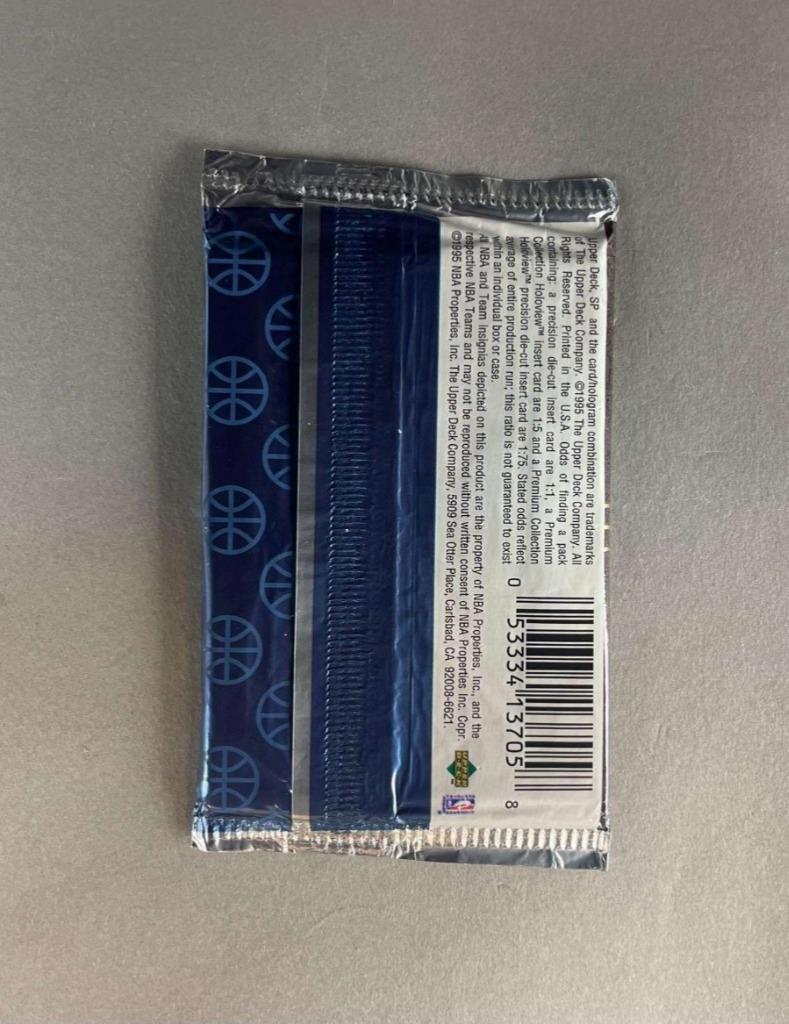 Upper Deck, SP and the card/hologram combination are trademarks
of The Upper Deck Company. ©1995 The Upper Deck Company. All
Rights Reserved. Printed in the U.S.A. Odds of finding a pack
containing: a precision die-cut insert card are 1:1, a Premium
Collection Holoview™ insert card are 1:5 and a Premium Collection
Holoview™ precision die-cut insert card are 1:75. Stated odds reflect
average of entire production run; this ratio is not guaranteed to exist
within an individual box or case.
All NBA and Team Insignias depicted on this product are the property of NBA Properties, Inc., and the
respective NBA Teams and may not be reproduced without written consent of NBA Properties Inc. Copr.
©1995 NBA Properties, Inc. The Upper Deck Company, 5909 Sea Otter Place, Carlsbad, CA 92008-6621.
0 53334 13705 8
UPPER DECK™